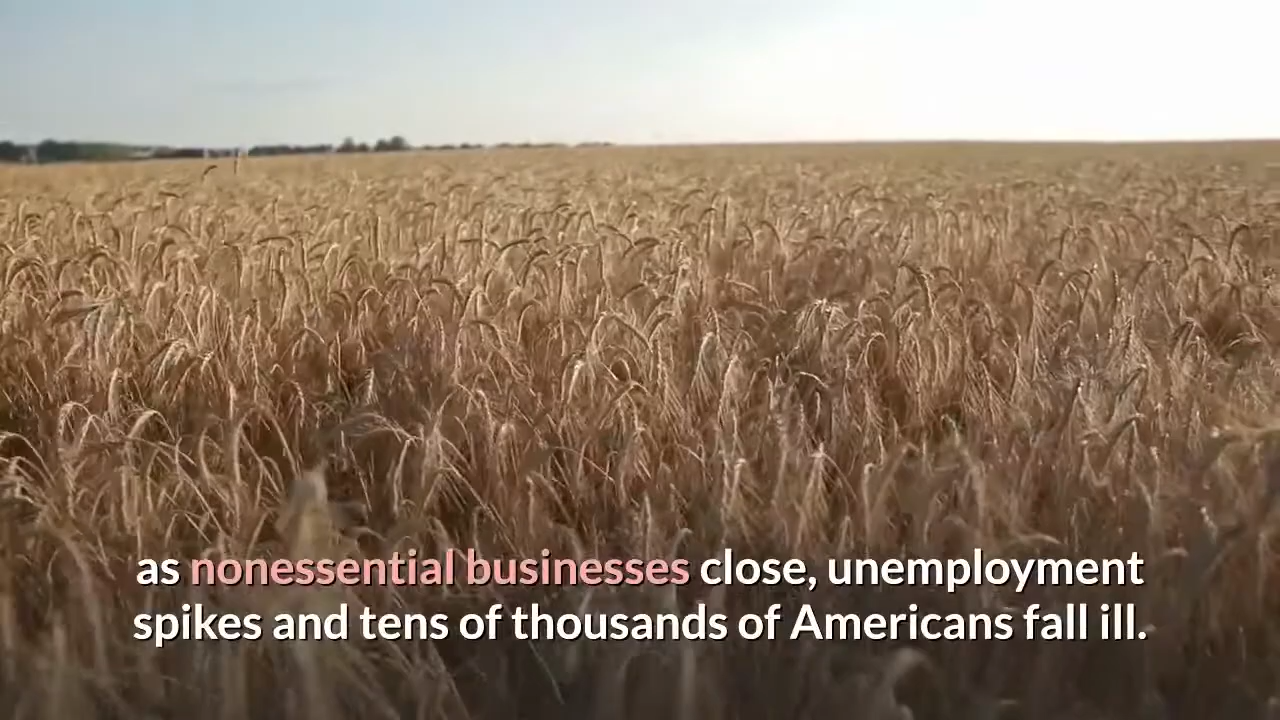 as nonessential businesses close, unemployment
spikes and tens of thousands of Americans fall ill.